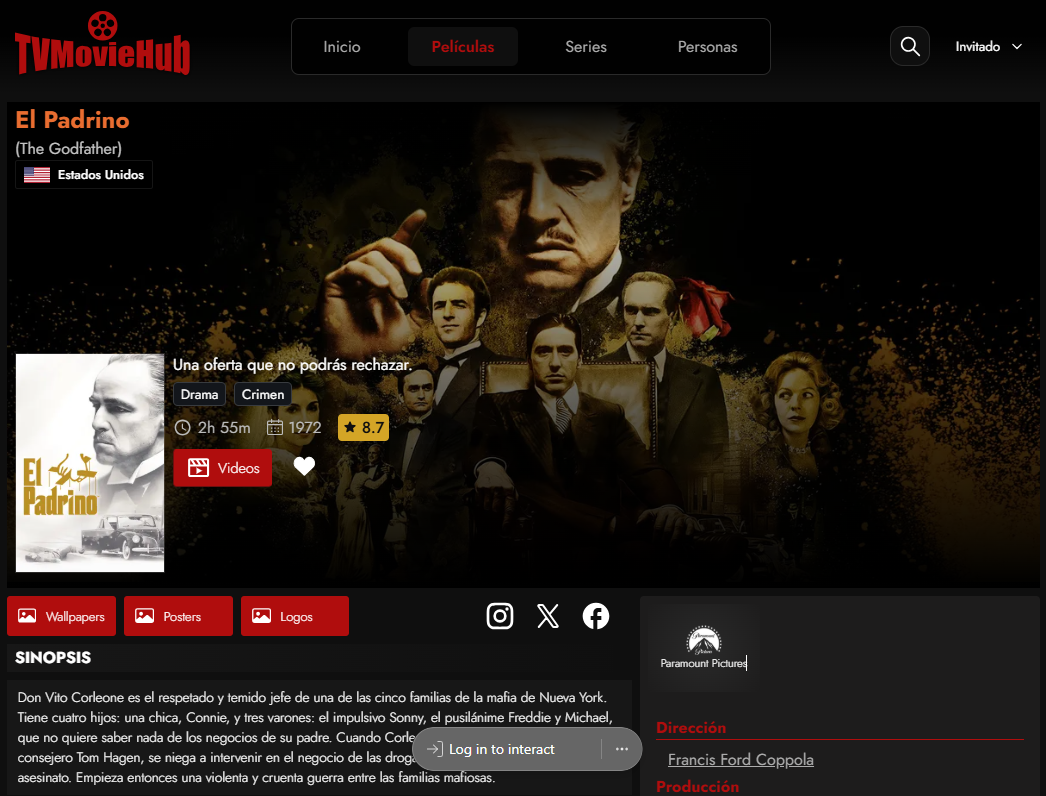 TVMovieHub
Inicio
Películas
Series
Personas
Invitado
El Padrino
(The Godfather)
Estados Unidos
Una oferta que no podrás rechazar.
Drama
Crimen
2h 55m
1972
8.7
Videos
El
Padrino
Wallpapers
Posters
Logos
Paramount Pictures
SINOPSIS
Don Vito Corleone es el respetado y temido jefe de una de las cinco familias de la mafia de Nueva York.
Tiene cuatro hijos: una chica, Connie, y tres varones: el impulsivo Sonny, el pusilánime Freddie y Michael,
que no quiere saber nada de los negocios de su padre. Cuando
consejero Tom Hagen, se niega a intervenir en el negocio de las
asesinato. Empieza entonces una violenta y cruenta guerra entre las familias mafiosas.
Log in to interact
Dirección
Francis Ford Coppola
Producción